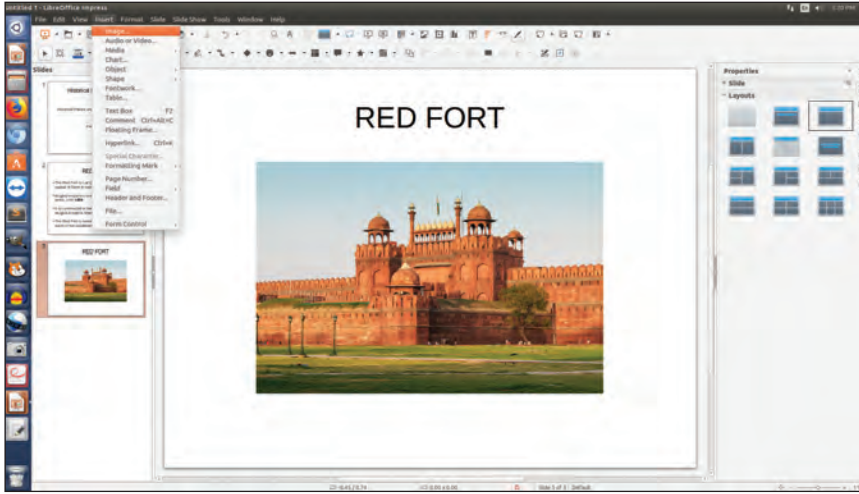 Untitled 1 - LibreOffice Impress
File Edit View Insert Format Slide Slide Show Tools Window Help
Image...
Audio or Video...
Media
Chart...
Object
Shape
Fontwork...
Table...
Text Box F2
Comment Ctrl+Alt+C
Floating Frame...
Hyperlink... Ctrl+K
Special Character...
Formatting Mark
Page Number...
Field
Header and Footer...
File...
Form Control
Slides
1
2
3
RED FORT
RED FORT
Properties
Slide
Layouts
Slide 3 of 3 Default